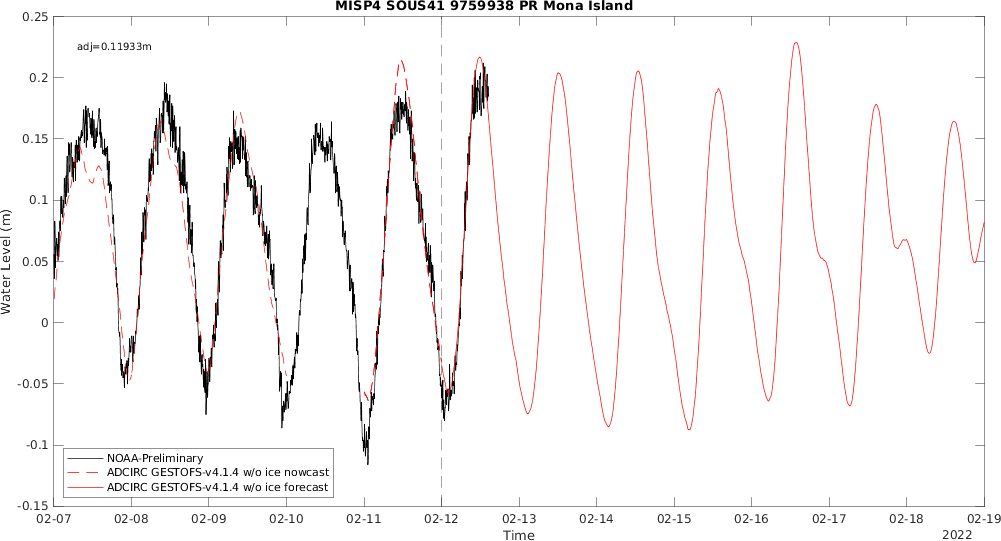 MISP4 SOUS41 9759938 PR Mona Island
adj=0.11933m
0.25
0.2
0.15
0.1
0.05
0
-0.05
-0.1
-0.15
Water Level (m)
NOAA-Preliminary
ADCIRC GESTOFS-v4.1.4 w/o ice nowcast
ADCIRC GESTOFS-v4.1.4 w/o ice forecast
02-07 02-08 02-09 02-10 02-11 02-12 02-13 02-14 02-15 02-16 02-17 02-18 02-19
Time
2022